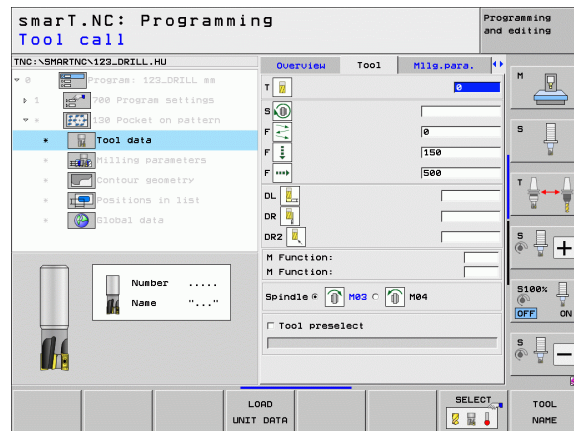 smarT.NC: Programming
Tool call
Programming
and editing
TNC:\SMARTNC\123_DRILL.HU
0 Program: 123_DRILL mm
1 700 Program settings
* 130 Pocket on pattern
* Tool data
* Milling parameters
* Contour geometry
* Positions in list
* Global data
Number .....
Name "..."
Overview Tool Millg.para.
T 0
S
F 0
F 150
F 500
DL
DR
DR2
M Function:
M Function:
Spindle M03 M04
Tool preselect
M
S
T
S
S100%
OFF ON
S
LOAD
UNIT DATA
SELECT
TOOL
NAME